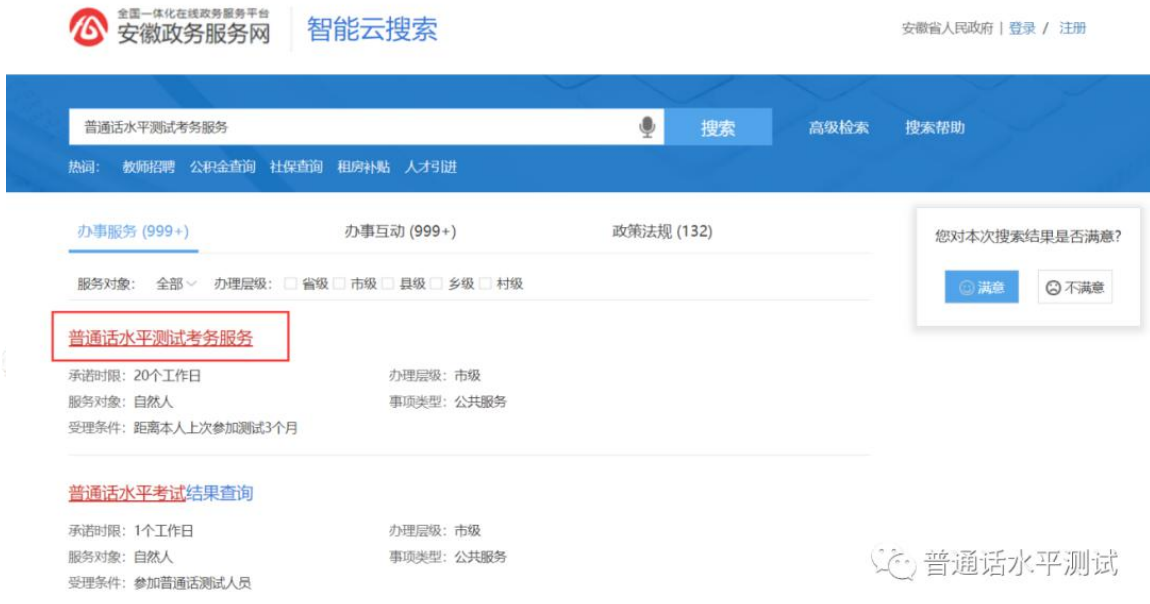 全国一体化在线政务服务平台
安徽政务服务网
智能云搜索
安徽省人民政府 | 登录 / 注册
普通话水平测试考务服务
搜索
高级检索
搜索帮助
热词： 教师招聘 公积金查询 社保查询 租房补贴 人才引进
办事服务 (999+) 办事互动 (999+) 政策法规 (132)
您对本次搜索结果是否满意?
满意 不满意
服务对象： 全部 办理层级： 省级 市级 县级 乡级 村级
普通话水平测试考务服务
承诺时限：20个工作日 办理层级：市级
服务对象：自然人 事项类型：公共服务
受理条件：距离本人上次参加测试3个月
普通话水平考试结果查询
承诺时限：1个工作日 办理层级：市级
服务对象：自然人 事项类型：公共服务
受理条件：参加普通话测试人员
普通话水平测试